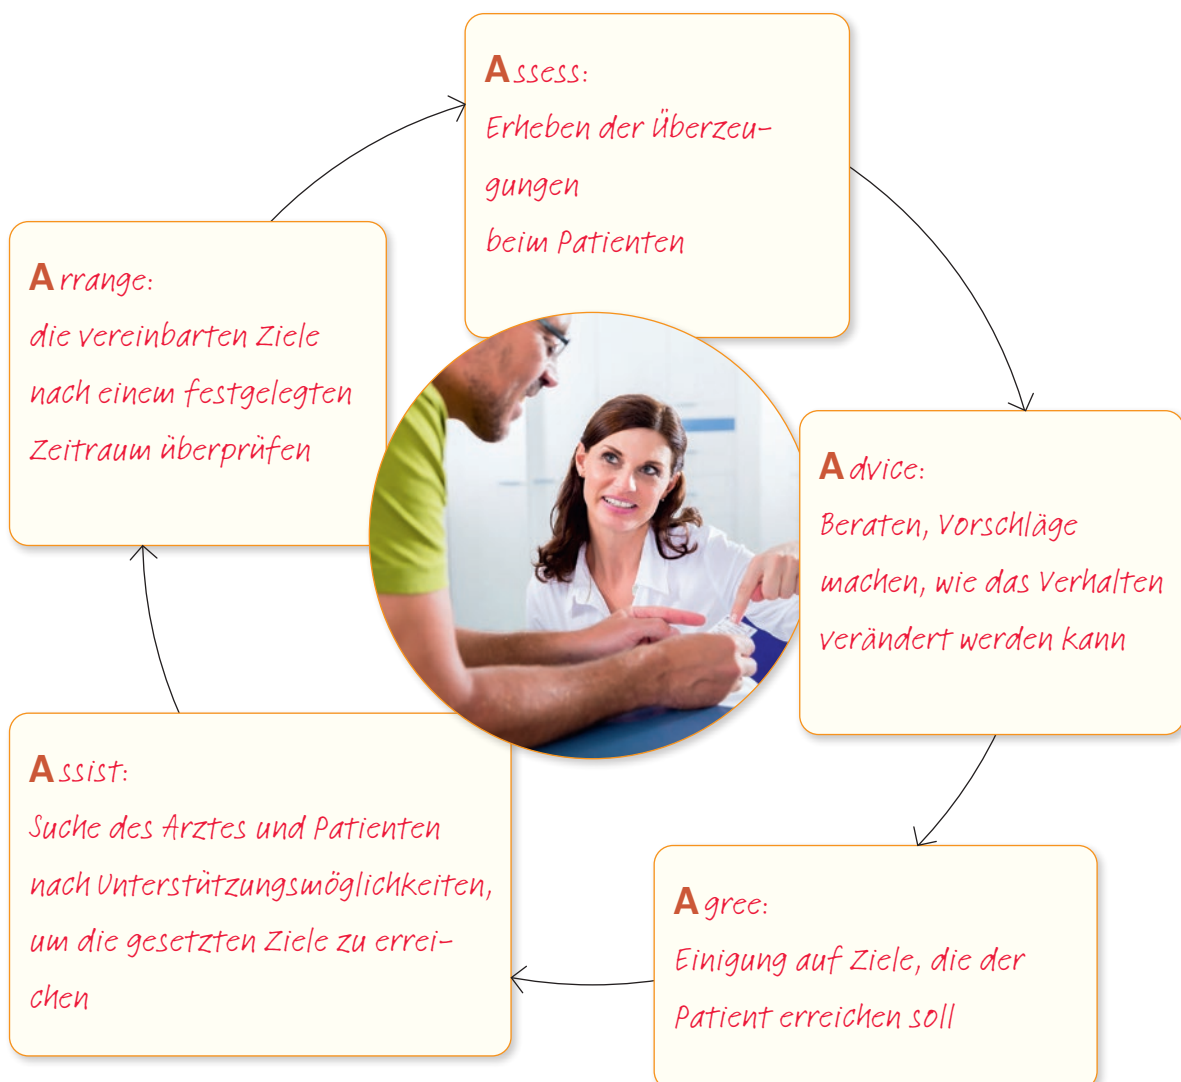 Assess:
Erheben der Überzeu-
gungen
beim Patienten
Advice:
Beraten, Vorschläge
machen, wie das Verhalten
verändert werden kann
Agree:
Einigung auf Ziele, die der
Patient erreichen soll
Assist:
Suche des Arztes und Patienten
nach Unterstützungsmöglichkeiten,
um die gesetzten Ziele zu errei-
chen
Arrange:
die vereinbarten Ziele
nach einem festgelegten
Zeitraum überprüfen